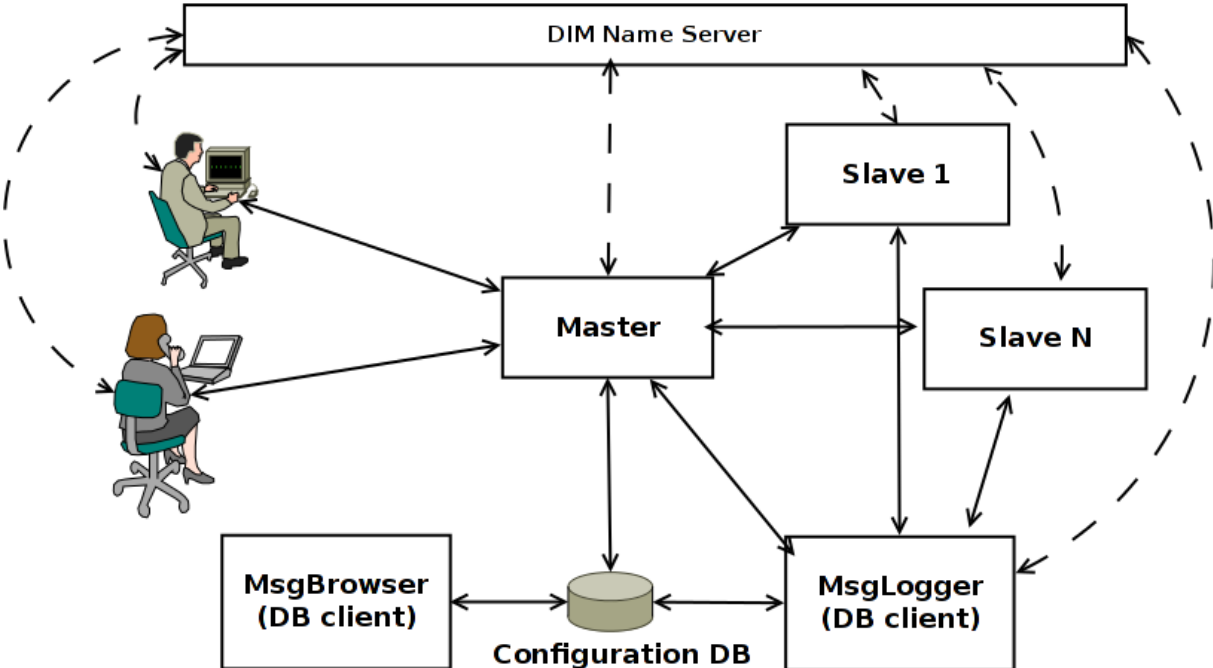 DIM Name Server
Slave 1
Master
Slave N
MsgBrowser
(DB client)
Configuration DB
MsgLogger
(DB client)